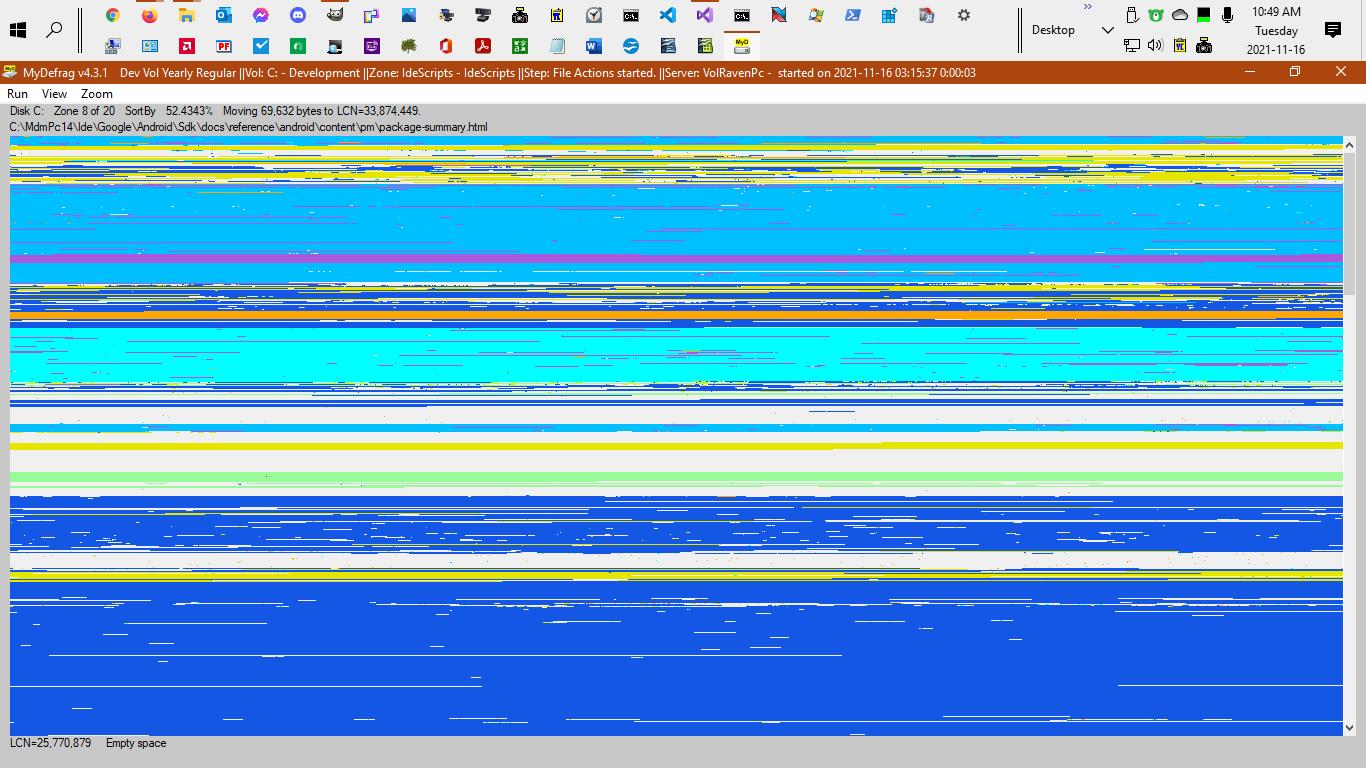 10:49 AM
Desktop
Tuesday
2021-11-16
PF
MyD
MyDefrag v4.3.1 Dev Vol Yearly Regular ||Vol: C: - Development ||Zone: IdeScripts - IdeScripts ||Step: File Actions started. ||Server: VolRavenPc - started on 2021-11-16 03:15:37 0:00:03
Run View Zoom
Disk C: Zone 8 of 20 SortBy 52.4343% Moving 69,632 bytes to LCN=33,874,449.
C:\MdmPc14\Ide\Google\Android\Sdk\docs\reference\android\content\pm\package-summary.html
LCN=25,770,879 Empty space